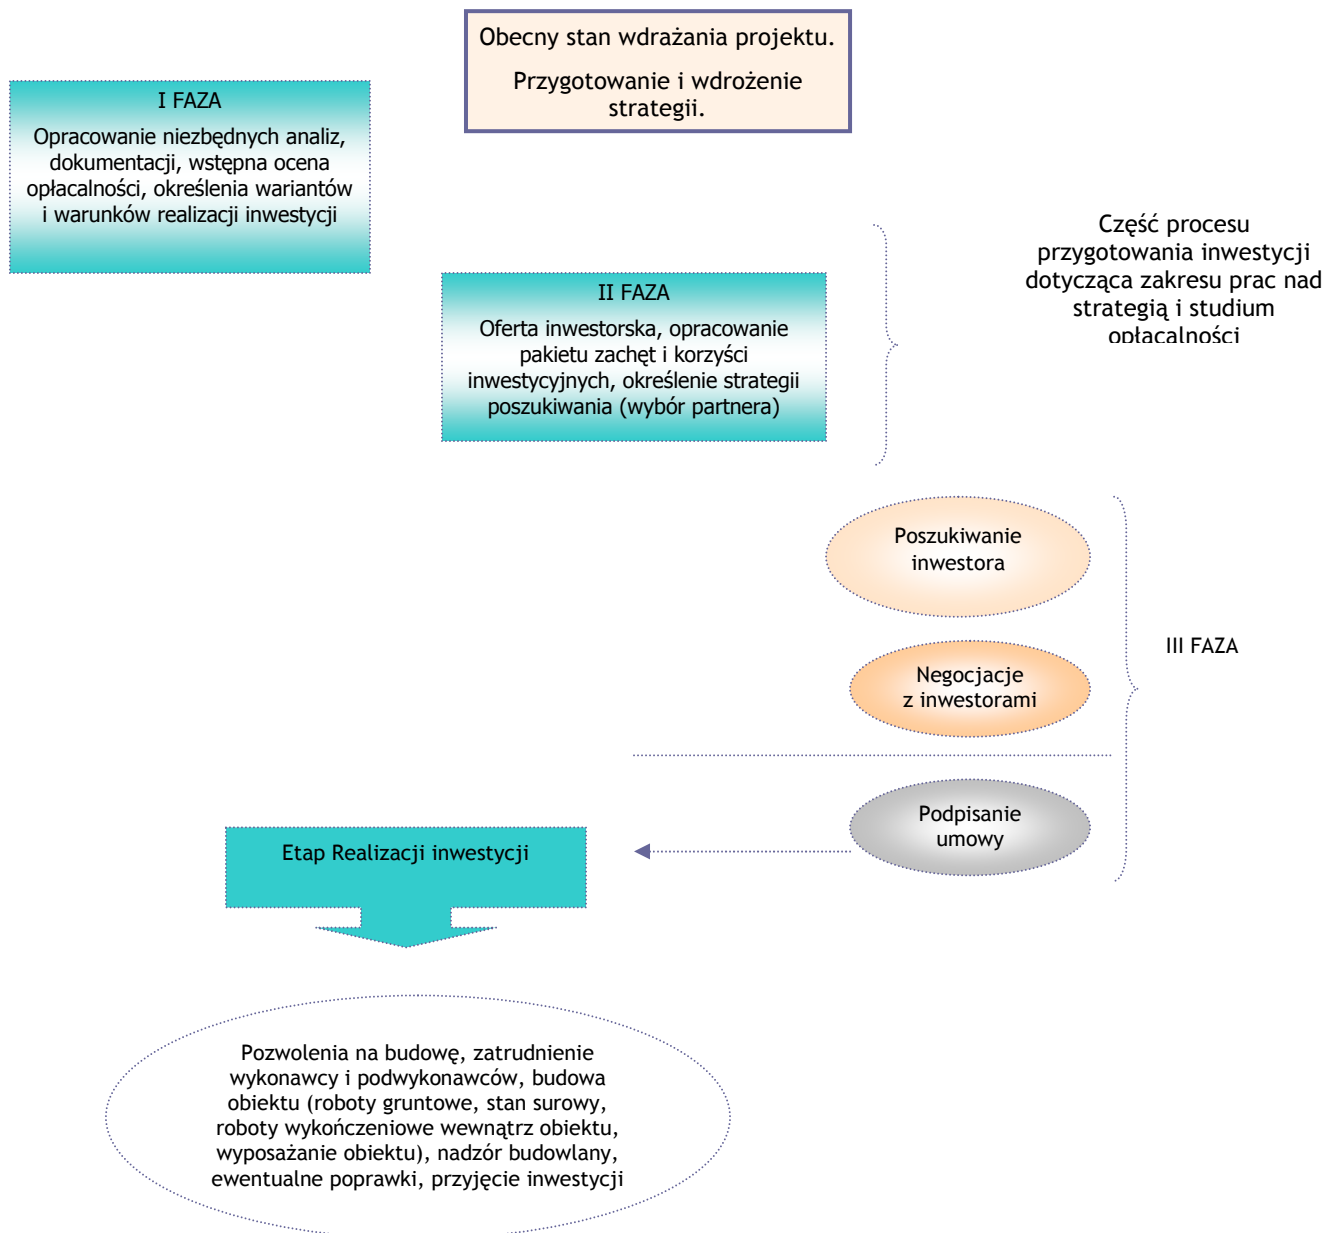 Obecny stan wdrażania projektu.
Przygotowanie i wdrożenie
strategii.
I FAZA
Opracowanie niezbędnych analiz,
dokumentacji, wstępna ocena
opłacalności, określenia wariantów
i warunków realizacji inwestycji
Część procesu
przygotowania inwestycji
dotycząca zakresu prac nad
strategią i studium
opłacalności
II FAZA
Oferta inwestorska, opracowanie
pakietu zachęt i korzyści
inwestycyjnych, określenie strategii
poszukiwania (wybór partnera)
Poszukiwanie
inwestora
III FAZA
Negocjacje
z inwestorami
Podpisanie
umowy
Etap Realizacji inwestycji
Pozwolenia na budowę, zatrudnienie
wykonawcy i podwykonawców, budowa
obiektu (roboty gruntowe, stan surowy,
roboty wykończeniowe wewnątrz obiektu,
wyposażanie obiektu), nadzór budowlany,
ewentualne poprawki, przyjęcie inwestycji